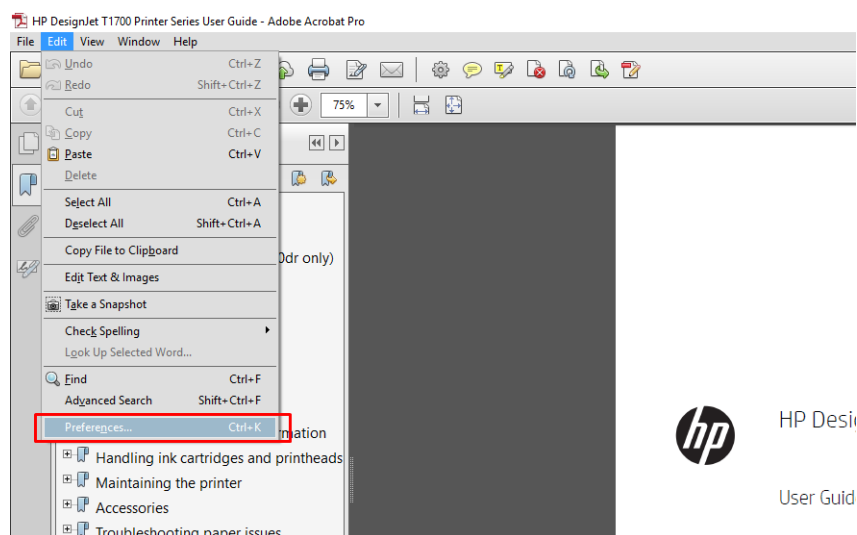 HP DesignJet T1700 Printer Series User Guide - Adobe Acrobat Pro
File Edit View Window Help
Undo Ctrl+Z
Redo Shift+Ctrl+Z
75%
Cut Ctrl+X
Copy Ctrl+C
Paste Ctrl+V
Delete
Select All Ctrl+A
Deselect All Shift+Ctrl+A
Copy File to Clipboard
0dr only)
Edit Text & Images
Take a Snapshot
Check Spelling
Look Up Selected Word...
Find Ctrl+F
Advanced Search Shift+Ctrl+F
Preferences... Ctrl+K
rmation
hp
HP Desi
Handling ink cartridges and printheads
Maintaining the printer
User Guid
Accessories
Troubleshooting paper issues